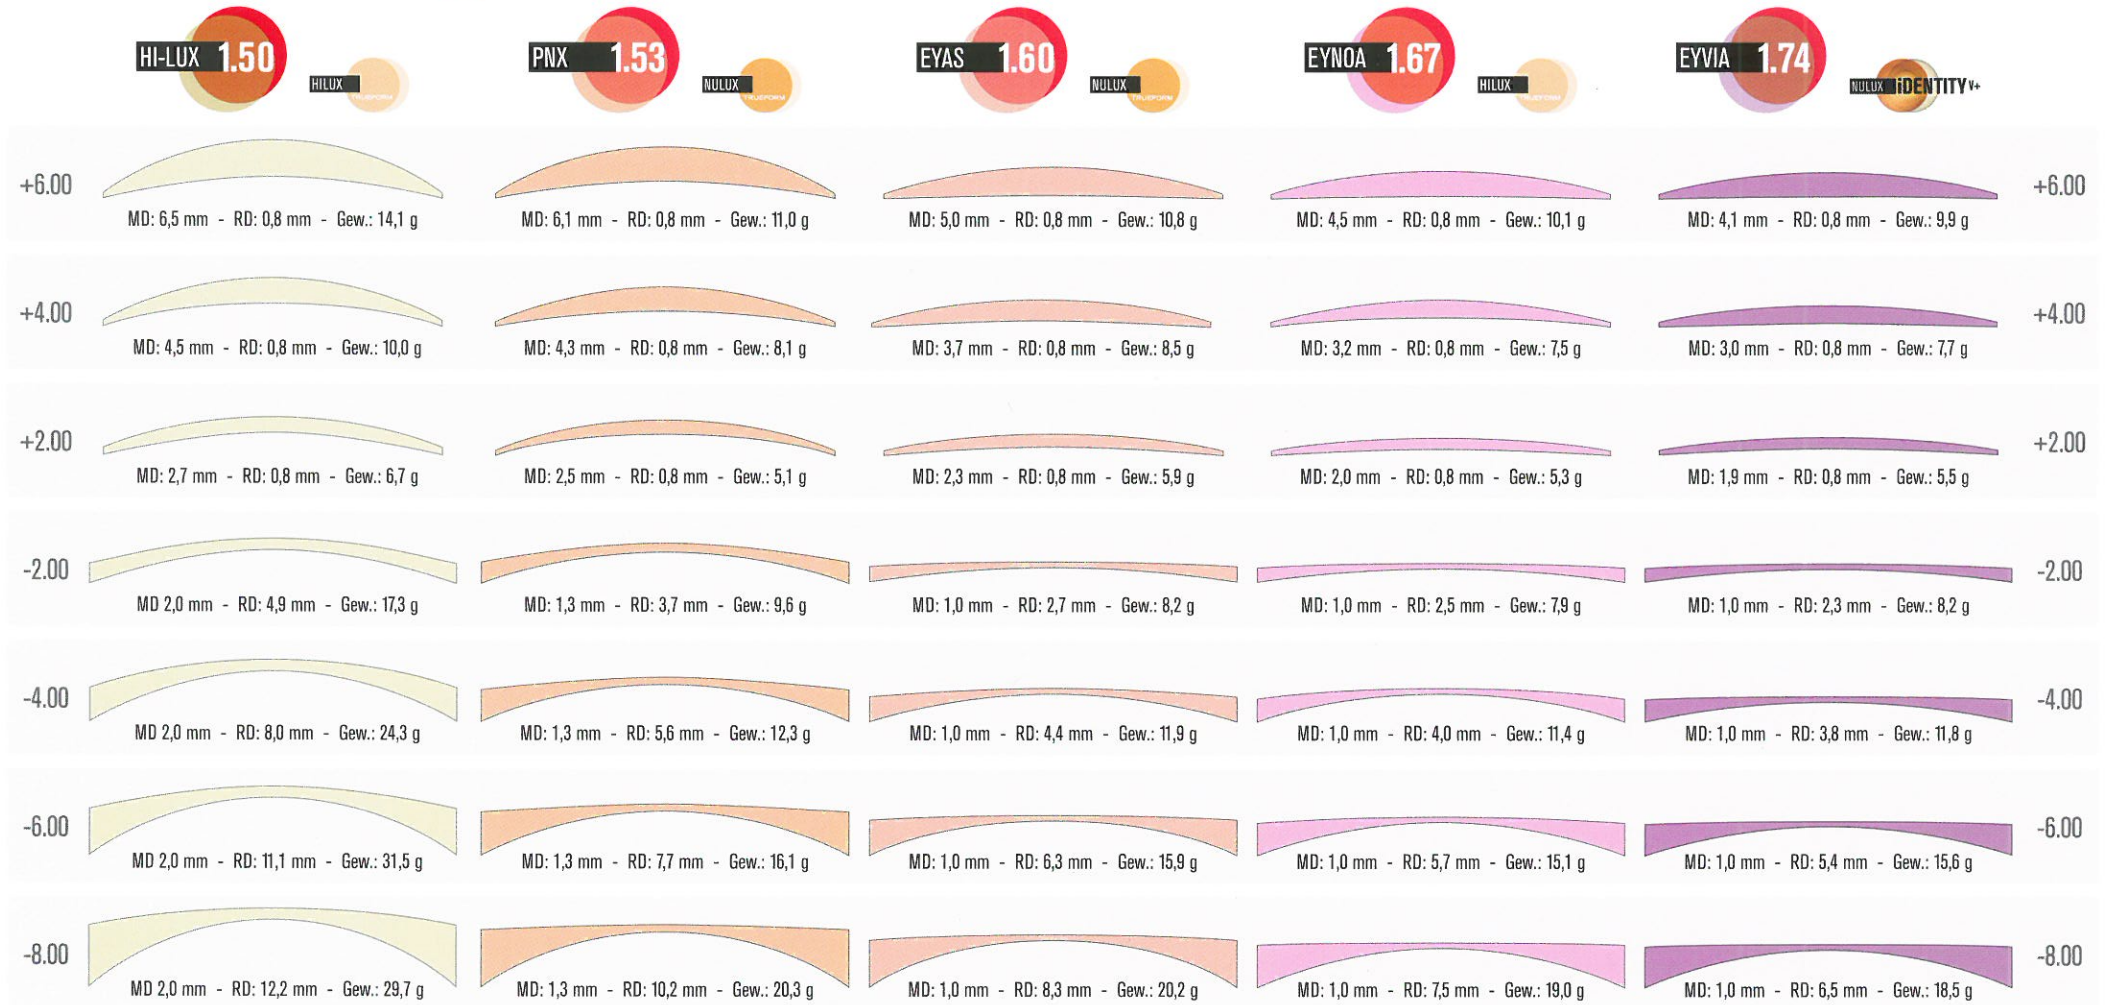 HI-LUX 1.50
HILUX TRUEFORM
PNX 1.53
NULUX TRUEFORM
EYAS 1.60
NULUX TRUEFORM
EYNOA 1.67
HILUX TRUEFORM
EYVIA 1.74
NULUX iDENTITY V+
+6.00
MD: 6,5 mm - RD: 0,8 mm - Gew.: 14,1 g
MD: 6,1 mm - RD: 0,8 mm - Gew.: 11,0 g
MD: 5,0 mm - RD: 0,8 mm - Gew.: 10,8 g
MD: 4,5 mm - RD: 0,8 mm - Gew.: 10,1 g
MD: 4,1 mm - RD: 0,8 mm - Gew.: 9,9 g
+6.00
+4.00
MD: 4,5 mm - RD: 0,8 mm - Gew.: 10,0 g
MD: 4,3 mm - RD: 0,8 mm - Gew.: 8,1 g
MD: 3,7 mm - RD: 0,8 mm - Gew.: 8,5 g
MD: 3,2 mm - RD: 0,8 mm - Gew.: 7,5 g
MD: 3,0 mm - RD: 0,8 mm - Gew.: 7,7 g
+4.00
+2.00
MD: 2,7 mm - RD: 0,8 mm - Gew.: 6,7 g
MD: 2,5 mm - RD: 0,8 mm - Gew.: 5,1 g
MD: 2,3 mm - RD: 0,8 mm - Gew.: 5,9 g
MD: 2,0 mm - RD: 0,8 mm - Gew.: 5,3 g
MD: 1,9 mm - RD: 0,8 mm - Gew.: 5,5 g
+2.00
-2.00
MD 2,0 mm - RD: 4,9 mm - Gew.: 17,3 g
MD: 1,3 mm - RD: 3,7 mm - Gew.: 9,6 g
MD: 1,0 mm - RD: 2,7 mm - Gew.: 8,2 g
MD: 1,0 mm - RD: 2,5 mm - Gew.: 7,9 g
MD: 1,0 mm - RD: 2,3 mm - Gew.: 8,2 g
-2.00
-4.00
MD 2,0 mm - RD: 8,0 mm - Gew.: 24,3 g
MD: 1,3 mm - RD: 5,6 mm - Gew.: 12,3 g
MD: 1,0 mm - RD: 4,4 mm - Gew.: 11,9 g
MD: 1,0 mm - RD: 4,0 mm - Gew.: 11,4 g
MD: 1,0 mm - RD: 3,8 mm - Gew.: 11,8 g
-4.00
-6.00
MD 2,0 mm - RD: 11,1 mm - Gew.: 31,5 g
MD: 1,3 mm - RD: 7,7 mm - Gew.: 16,1 g
MD: 1,0 mm - RD: 6,3 mm - Gew.: 15,9 g
MD: 1,0 mm - RD: 5,7 mm - Gew.: 15,1 g
MD: 1,0 mm - RD: 5,4 mm - Gew.: 15,6 g
-6.00
-8.00
MD 2,0 mm - RD: 12,2 mm - Gew.: 29,7 g
MD: 1,3 mm - RD: 10,2 mm - Gew.: 20,3 g
MD: 1,0 mm - RD: 8,3 mm - Gew.: 20,2 g
MD: 1,0 mm - RD: 7,5 mm - Gew.: 19,0 g
MD: 1,0 mm - RD: 6,5 mm - Gew.: 18,5 g
-8.00